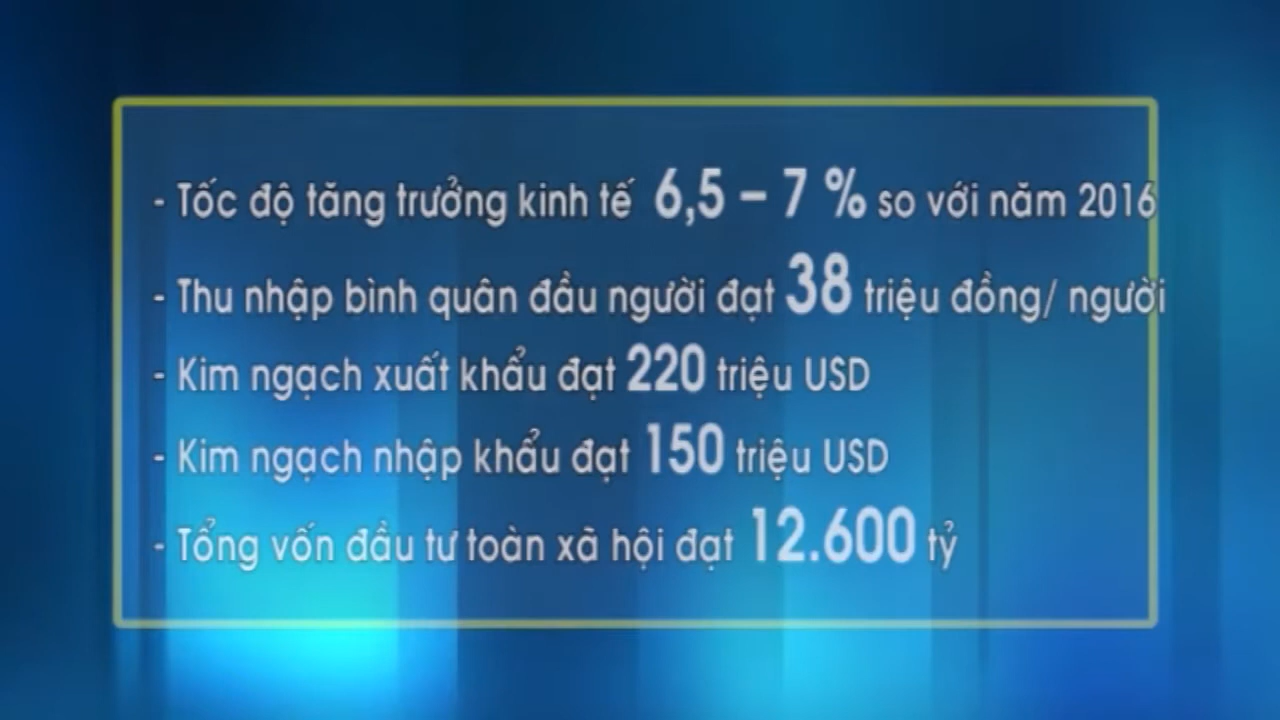 - Tốc độ tăng trưởng kinh tế 6,5 – 7 % so với năm 2016
- Thu nhập bình quân đầu người đạt 38 triệu đồng/ người
- Kim ngạch xuất khẩu đạt 220 triệu USD
- Kim ngạch nhập khẩu đạt 150 triệu USD
- Tổng vốn đầu tư toàn xã hội đạt 12.600 tỷ